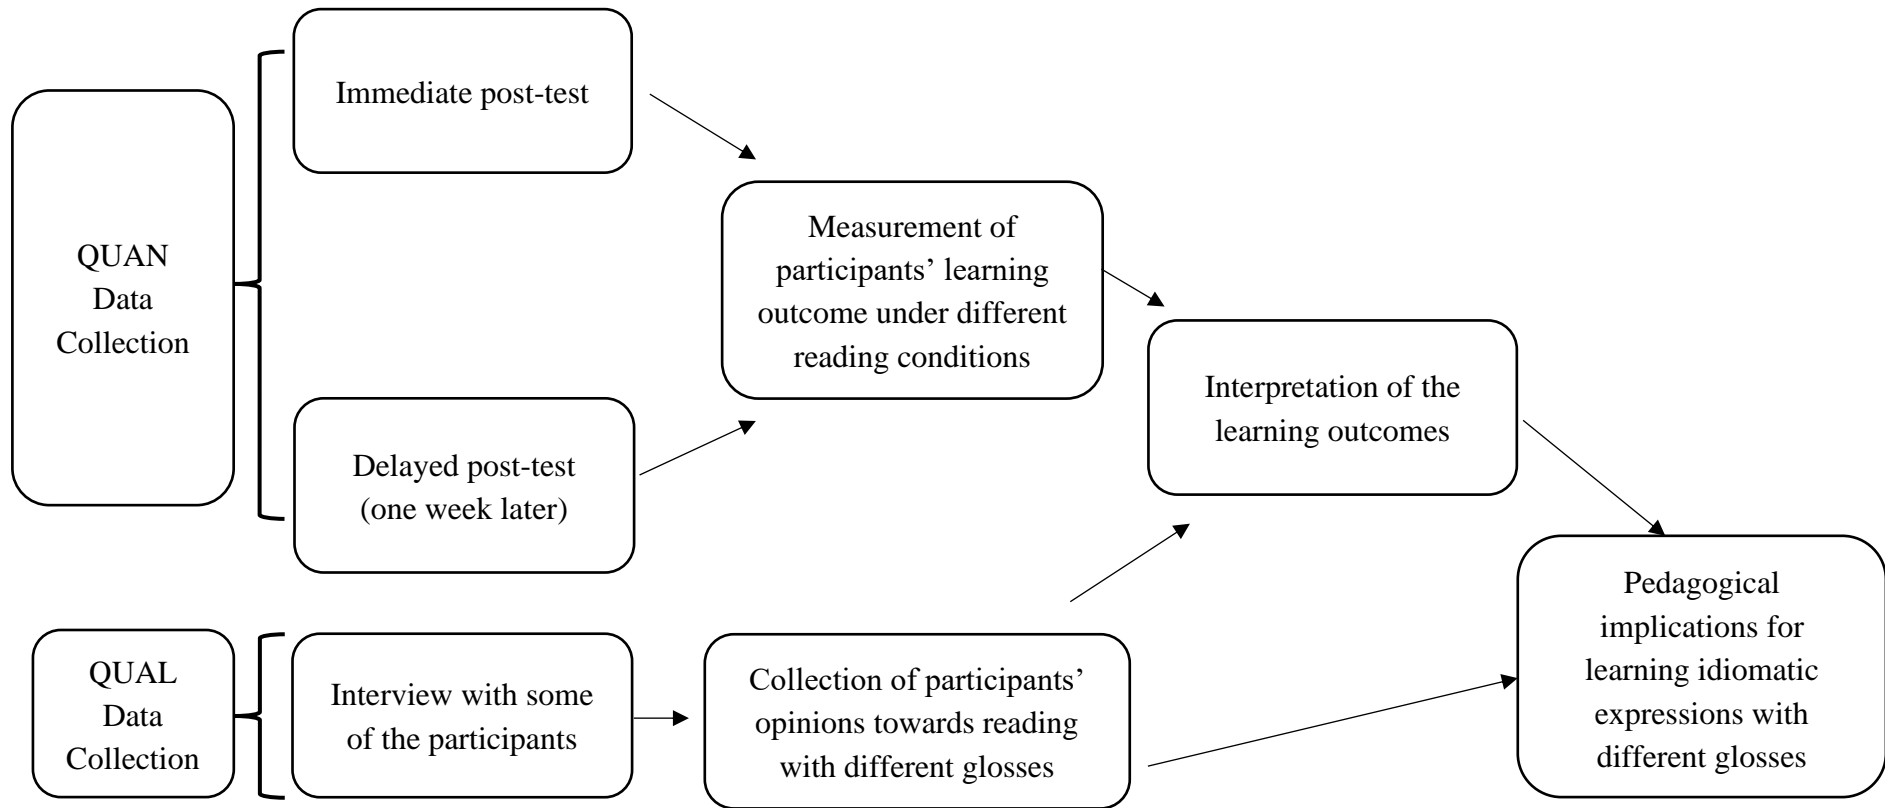 QUAN
Data
Collection
Immediate post-test
Delayed post-test
(one week later)
Measurement of
participants’ learning
outcome under different
reading conditions
Interpretation of the
learning outcomes
QUAL
Data
Collection
Interview with some
of the participants
Collection of participants’
opinions towards reading
with different glosses
Pedagogical
implications for
learning idiomatic
expressions with
different glosses